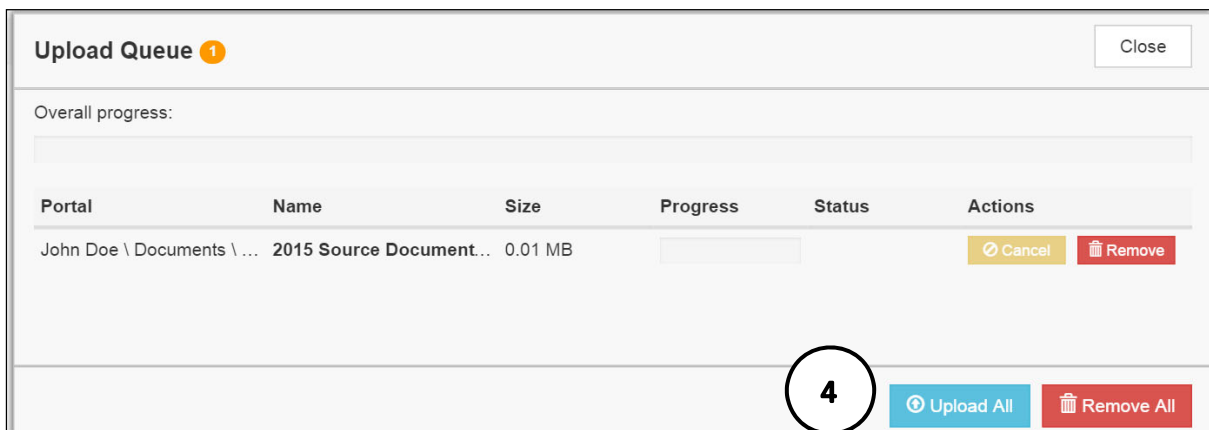 Upload Queue 1
Close
Overall progress:
Portal Name Size Progress Status Actions
John Doe \ Documents \ ... 2015 Source Document... 0.01 MB Cancel Remove
4 Upload All Remove All